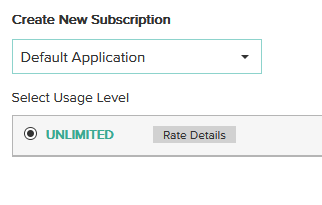 Create New Subscription
Default Application
Select Usage Level
UNLIMITED Rate Details